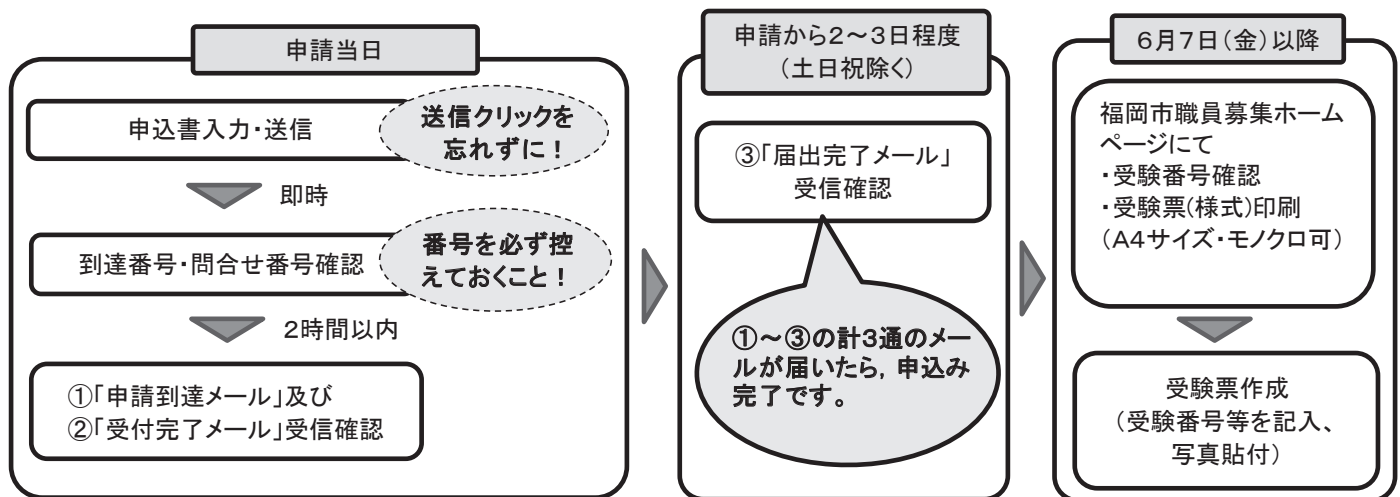 申請当日
申込書入力・送信
送信クリックを
忘れずに！
即時
到達番号・問合せ番号確認
番号を必ず控
えておくこと！
2時間以内
①「申請到達メール」及び
②「受付完了メール」受信確認
申請から2～3日程度
（土日祝除く）
③「届出完了メール」
受信確認
①～③の計3通のメー
ルが届いたら，申込み
完了です。
6月7日（金）以降
福岡市職員募集ホーム
ページにて
・受験番号確認
・受験票(様式)印刷
（A4サイズ・モノクロ可）
受験票作成
（受験番号等を記入、
写真貼付）